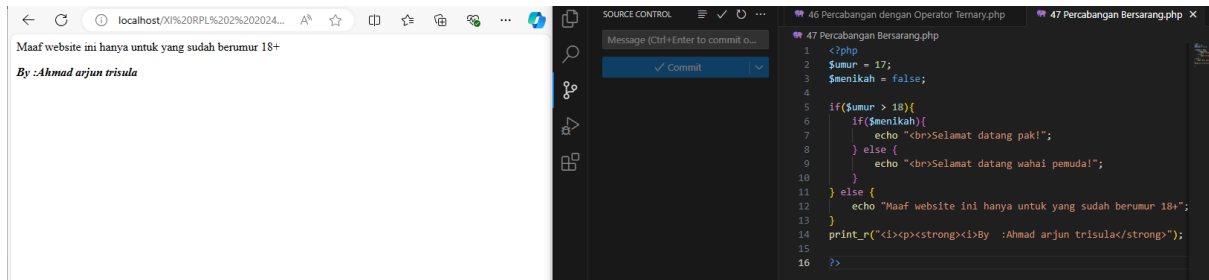 localhost/XI%20RPL%202%202024...
Maaf website ini hanya untuk yang sudah berumur 18+
By :Ahmad arjun trisula
SOURCE CONTROL
Message (Ctrl+Enter to commit o...
Commit
46 Percabangan dengan Operator Ternary.php
47 Percabangan Bersarang.php
47 Percabangan Bersarang.php
1 <?php
2 $umur = 17;
3 $menikah = false;
4
5 if($umur > 18){
6     if($menikah){
7         echo "<br>Selamat datang pak!";
8     } else {
9         echo "<br>Selamat datang wahai pemuda!";
10     }
11 } else {
12     echo "Maaf website ini hanya untuk yang sudah berumur 18+";
13 }
14 print_r("<i><p><strong><i>By  :Ahmad arjun trisula</strong>");
15
16 ?>